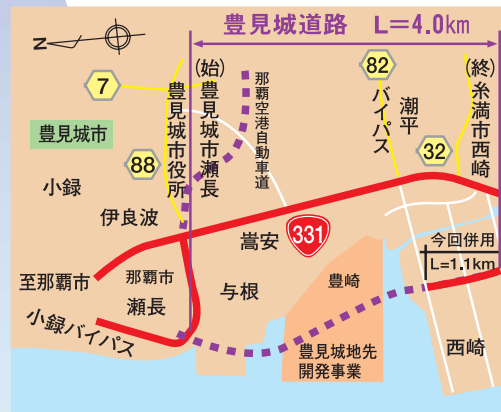 豊見城道路 L=4.0km
N
7
豊見城市
88
豊見城市役所
(始)豊見城市瀬長
那覇空港自動車道
82
潮平
バイパス
(終)糸満市西崎
32
小録
伊良波
嵩安
331
今回併用
L=1.1km
至那覇市
那覇市
瀬長
与根
豊崎
小録バイパス
豊見城地先
開発事業
西崎